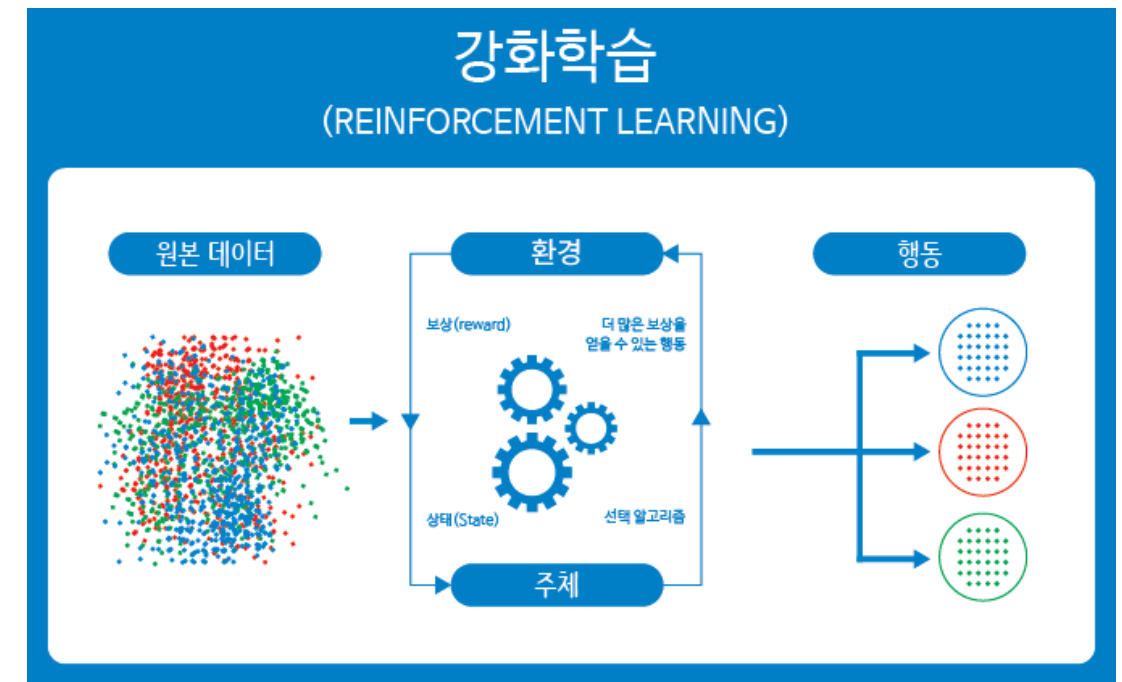 강화학습
(REINFORCEMENT LEARNING)
원본 데이터
환경
행동
보상(reward)
더 많은 보상을
얻을 수 있는 행동
상태(State)
선택 알고리즘
주체